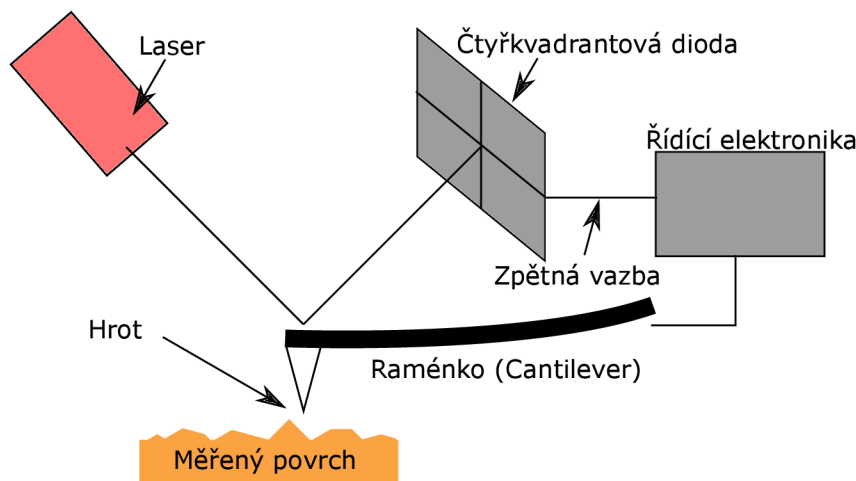 Laser
Čtyřkvadrantová dioda
Řídící elektronika
Zpětná vazba
Hrot
Raménko (Cantilever)
Měřený povrch